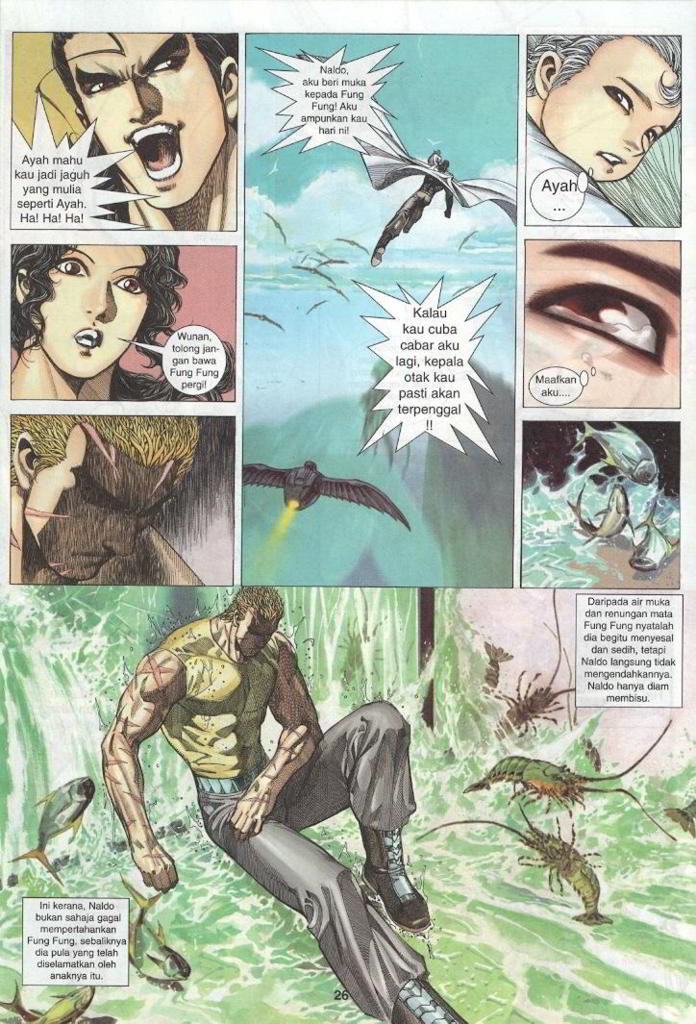 Ayah mahu
kau jadi jaguh
yang mulia
seperti Ayah.
Ha! Ha! Ha!
Naldo,
aku beri muka
kepada Fung
Fung! Aku
ampunkan kau
hari ni!
Ayah
...
Wunan,
tolong jan-
gan bawa
Fung Fung
pergi!
Kalau
kau cuba
cabar aku
lagi, kepala
otak kau
pasti akan
terpenggal
!!
Maafkan
aku....
Daripada air muka
dan renungan mata
Fung Fung nyatalah
dia begitu menyesal
dan sedih, tetapi
Naldo langsung tidak
mengendahkannya.
Naldo hanya diam
membisu.
Ini kerana, Naldo
bukan sahaja gagal
mempertahankan
Fung Fung, sebaliknya
dia pula yang telah
diselamatkan oleh
anaknya itu.
26